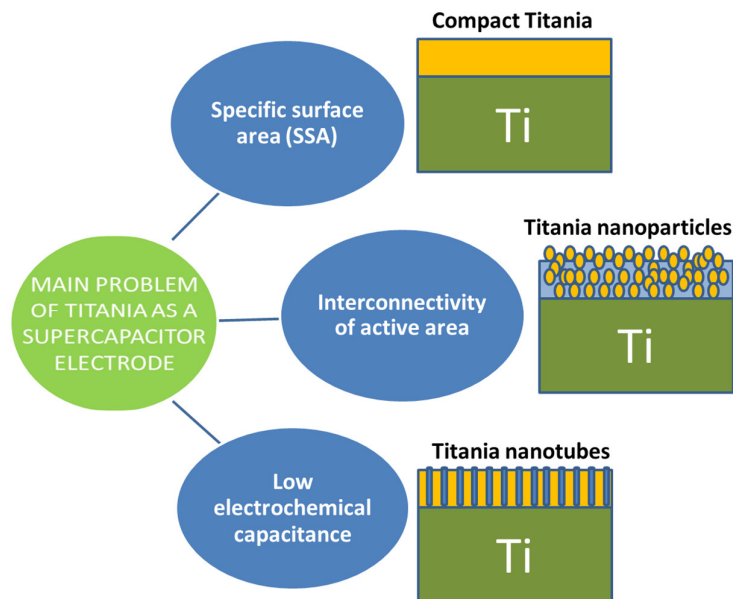 Compact Titania
Specific surface
area (SSA)
Ti
MAIN PROBLEM
OF TITANIA AS A
SUPERCAPACITOR
ELECTRODE
Interconnectivity
of active area
Titania nanoparticles
Ti
Low
electrochemical
capacitance
Titania nanotubes
Ti